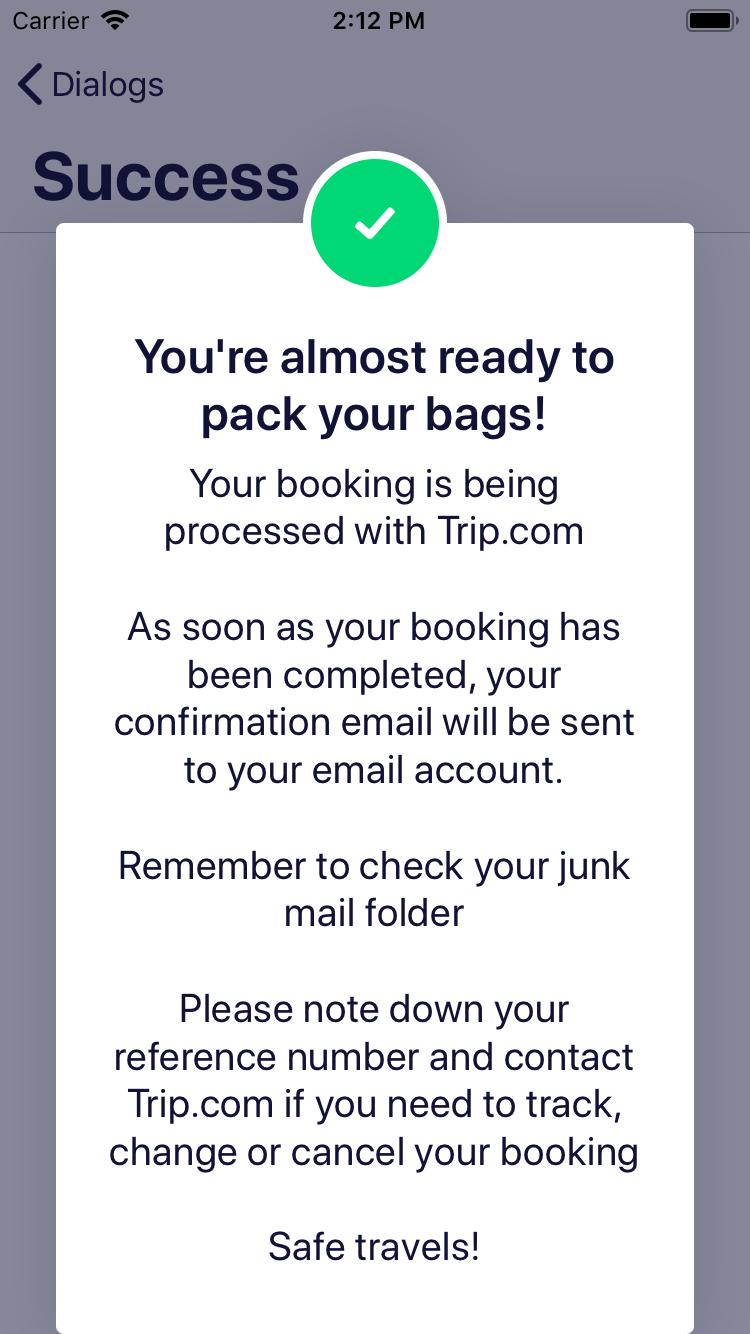 Carrier 2:12 PM
Dialogs
Success
You're almost ready to
pack your bags!
Your booking is being
processed with Trip.com
As soon as your booking has
been completed, your
confirmation email will be sent
to your email account.
Remember to check your junk
mail folder
Please note down your
reference number and contact
Trip.com if you need to track,
change or cancel your booking
Safe travels!